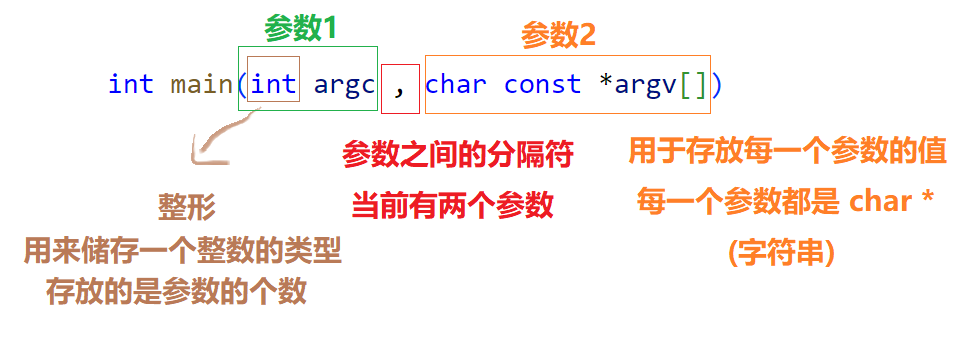 参数1
参数2
int main(int argc , char const *argv[])
参数之间的分隔符
当前有两个参数
用于存放每一个参数的值
每一个参数都是 char *
(字符串)
整形
用来储存一个整数的类型
存放的是参数的个数